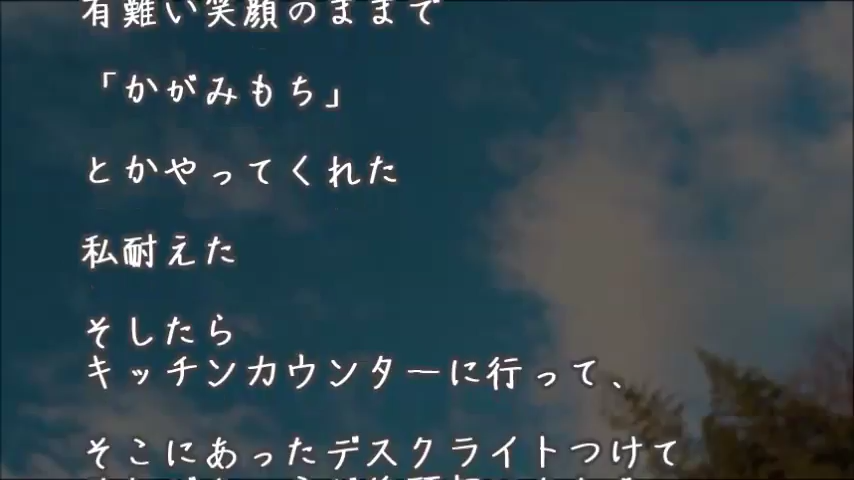 有難い笑顔のままで
「かがみもち」
とかやってくれた
私耐えた
そしたら
キッチンカウンターに行って、
そこにあったデスクライトつけて